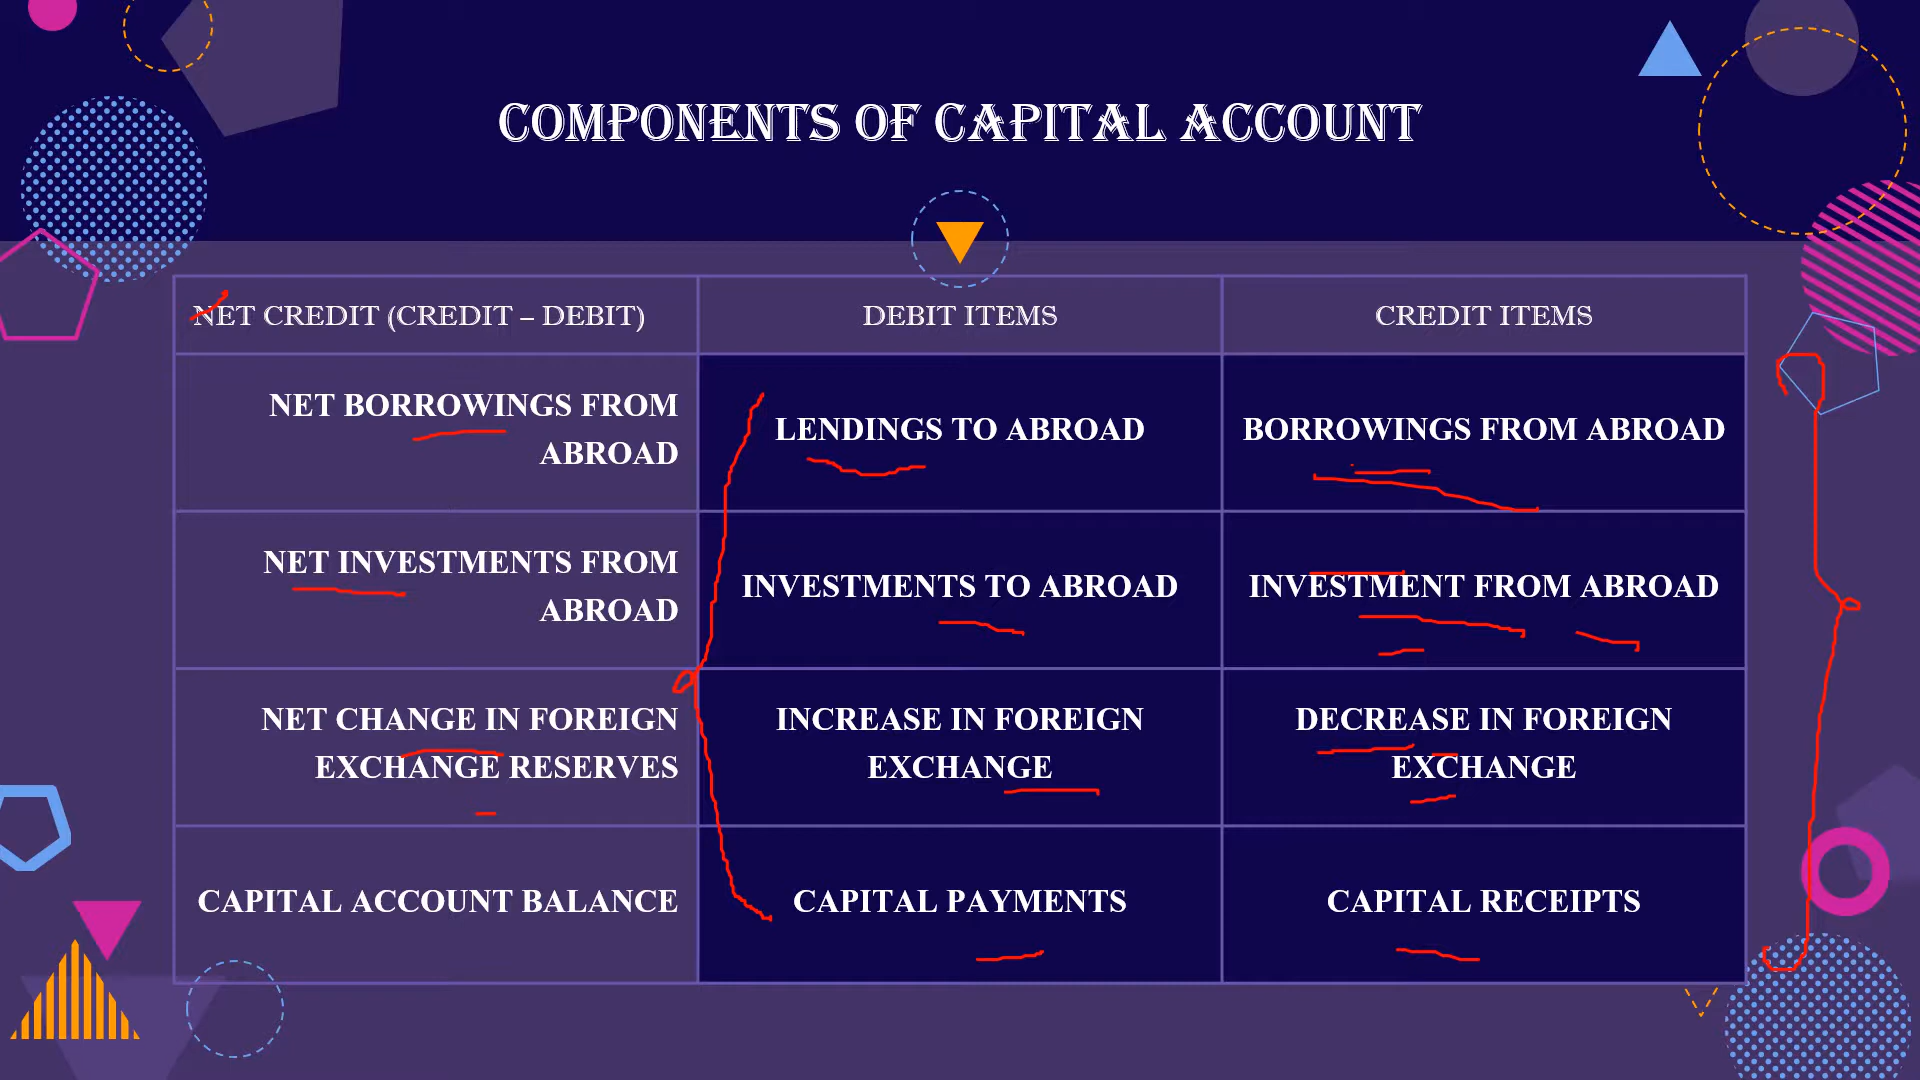 COMPONENTS OF CAPITAL ACCOUNT
NET CREDIT (CREDIT – DEBIT)
DEBIT ITEMS
CREDIT ITEMS
NET BORROWINGS FROM
ABROAD
LENDINGS TO ABROAD
BORROWINGS FROM ABROAD
NET INVESTMENTS FROM
ABROAD
INVESTMENTS TO ABROAD
INVESTMENT FROM ABROAD
NET CHANGE IN FOREIGN
EXCHANGE RESERVES
INCREASE IN FOREIGN
EXCHANGE
DECREASE IN FOREIGN
EXCHANGE
CAPITAL ACCOUNT BALANCE
CAPITAL PAYMENTS
CAPITAL RECEIPTS